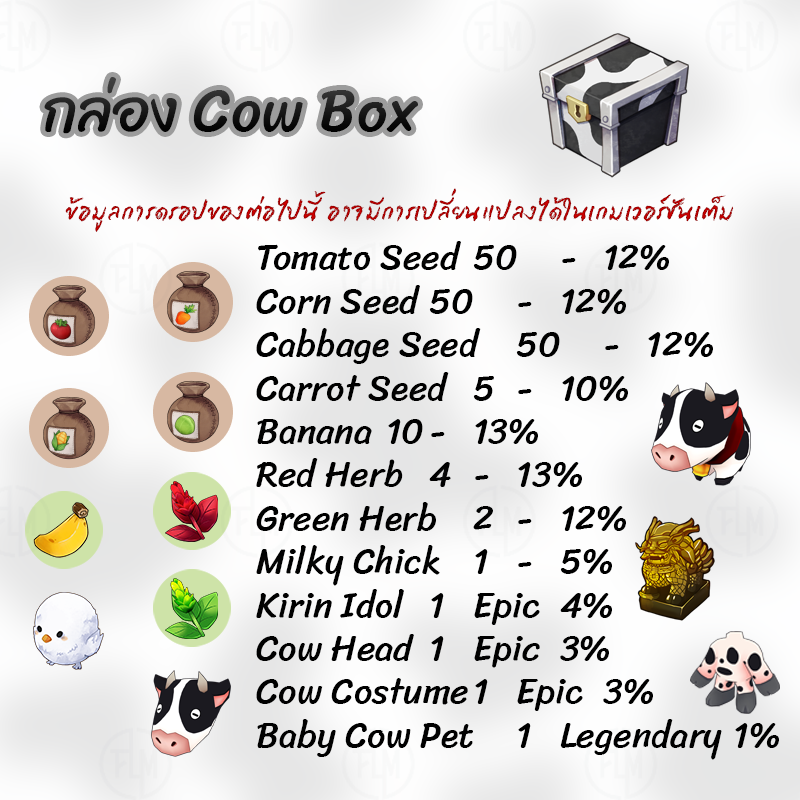 กล่อง Cow Box
ข้อมูลการดรอปของต่อไปนี้ อาจมีการเปลี่ยนแปลงได้ในเกมเวอร์ชันเต็ม
Tomato Seed 50 - 12%
Corn Seed 50 - 12%
Cabbage Seed 50 - 12%
Carrot Seed 5 - 10%
Banana 10 - 13%
Red Herb 4 - 13%
Green Herb 2 - 12%
Milky Chick 1 - 5%
Kirin Idol 1 Epic 4%
Cow Head 1 Epic 3%
Cow Costume 1 Epic 3%
Baby Cow Pet 1 Legendary 1%